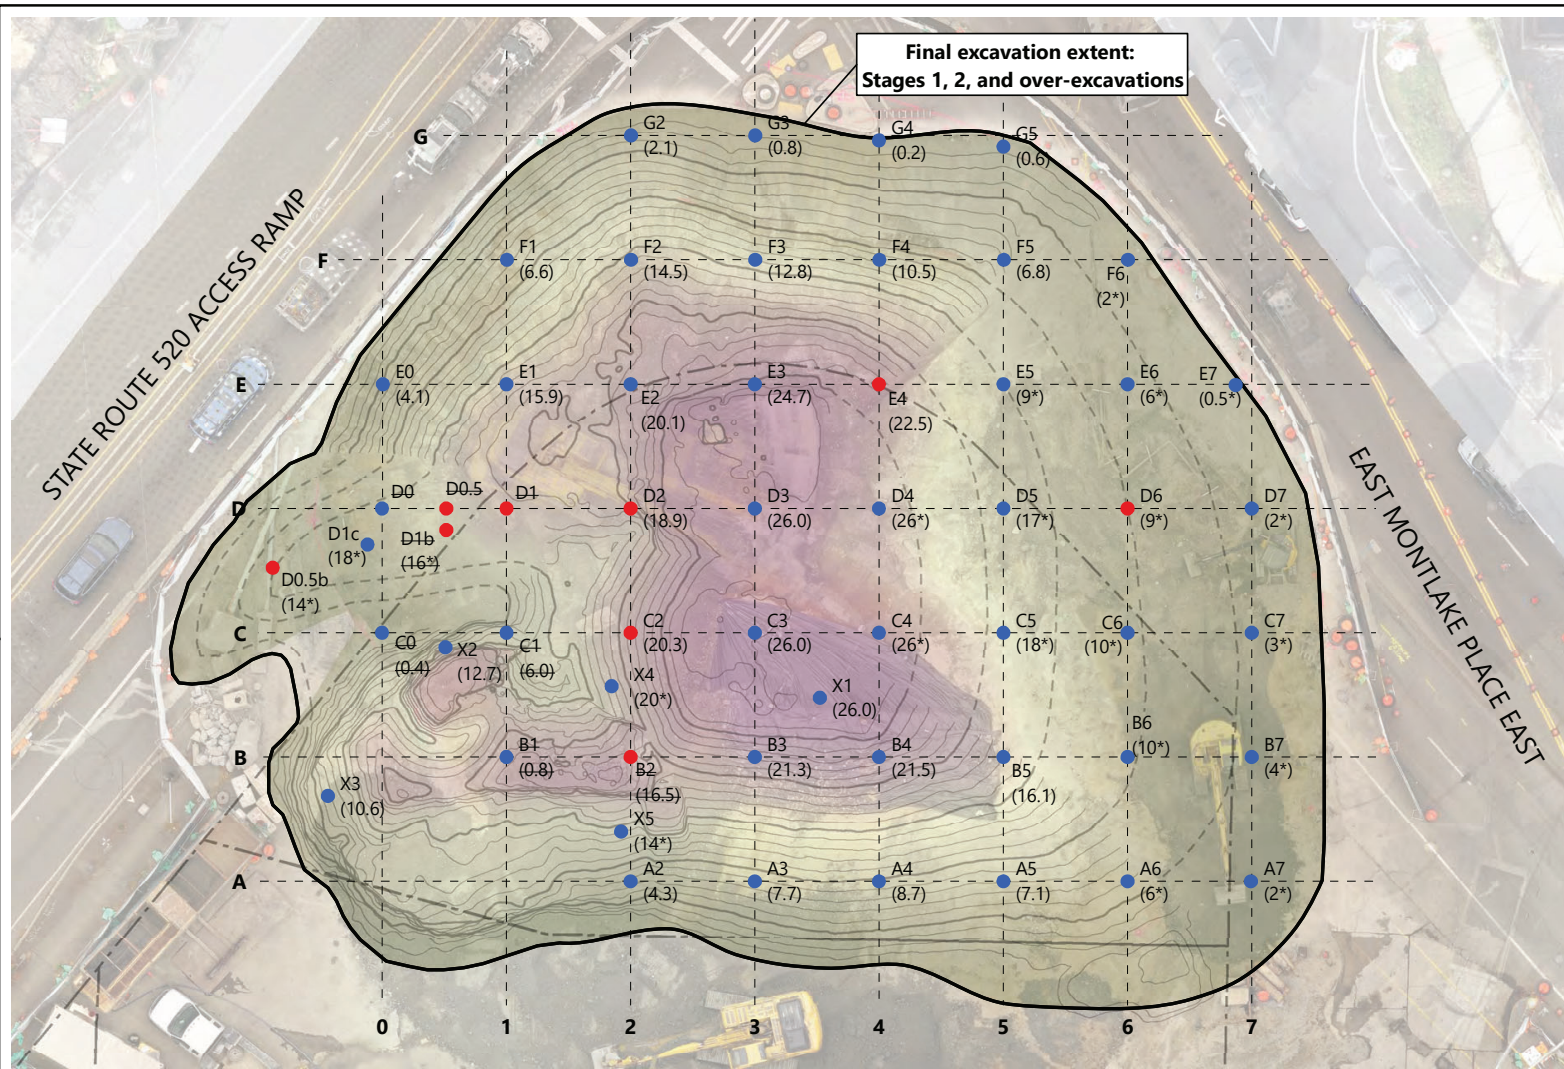 Final excavation extent:
Stages 1, 2, and over-excavations
STATE ROUTE 520 ACCESS RAMP
EAST MONTLAKE PLACE EAST
G
G2
(2.1)
G3
(0.8)
G4
(0.2)
G5
(0.6)
F
F1
(6.6)
F2
(14.5)
F3
(12.8)
F4
(10.5)
F5
(6.8)
F6
(2*)
E
E0
(4.1)
E1
(15.9)
E2
(20.1)
E3
(24.7)
E4
(22.5)
E5
(9*)
E6
(6*)
E7
(0.5*)
D
D0
D0.5
D1
D1c
(18*)
D1b
(16*)
D0.5b
(14*)
D2
(18.9)
D3
(26.0)
D4
(26*)
D5
(17*)
D6
(9*)
D7
(2*)
C
C0
(0.4)
X2
(12.7)
C1
(6.0)
C2
(20.3)
C3
(26.0)
C4
(26*)
C5
(18*)
C6
(10*)
C7
(3*)
X4
(20*)
X1
(26.0)
B
B1
(0.8)
B2
(16.5)
B3
(21.3)
B4
(21.5)
B5
(16.1)
B6
(10*)
B7
(4*)
X3
(10.6)
X5
(14*)
A
A2
(4.3)
A3
(7.7)
A4
(8.7)
A5
(7.1)
A6
(6*)
A7
(2*)
0 1 2 3 4 5 6 7